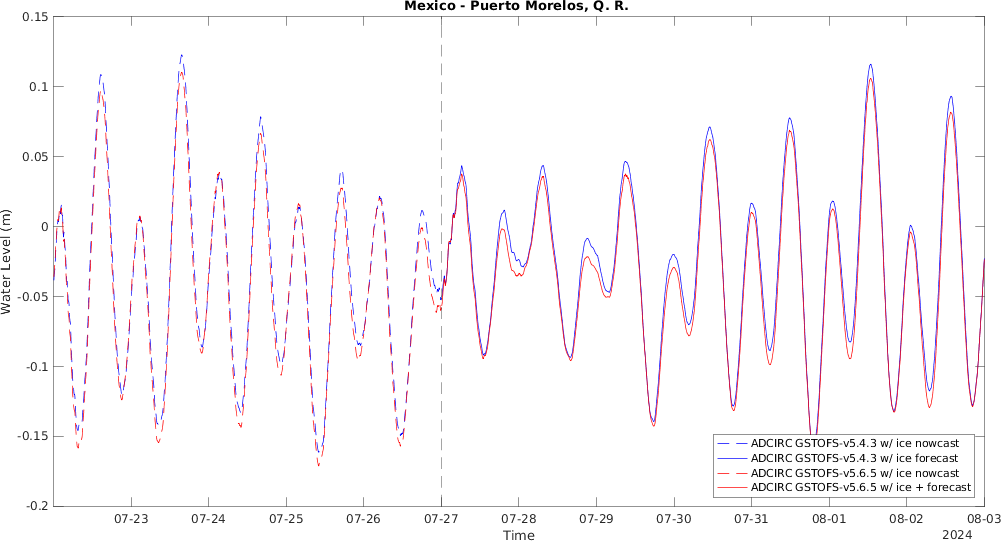 Mexico - Puerto Morelos, Q. R.
0.15
0.1
0.05
0
-0.05
-0.1
-0.15
-0.2
Water Level (m)
ADCIRC GSTOFS-v5.4.3 w/ ice nowcast
ADCIRC GSTOFS-v5.4.3 w/ ice forecast
ADCIRC GSTOFS-v5.6.5 w/ ice nowcast
ADCIRC GSTOFS-v5.6.5 w/ ice + forecast
07-23 07-24 07-25 07-26 07-27 07-28 07-29 07-30 07-31 08-01 08-02 08-03
Time
2024